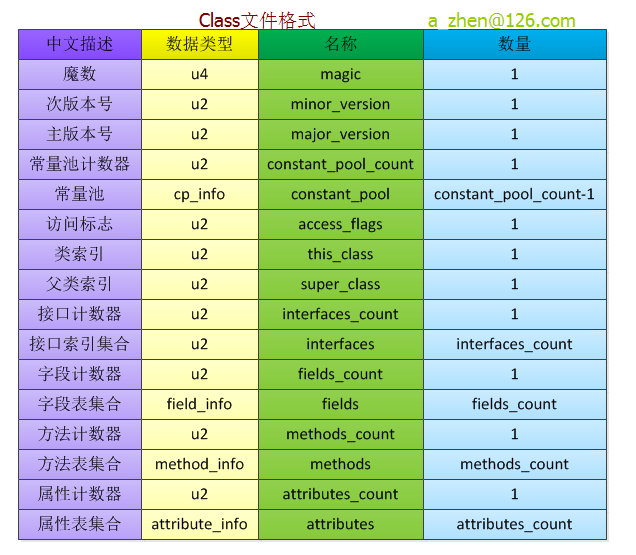 Class文件格式 a_zhen@126.com
中文描述 数据类型 名称 数量
魔数 u4 magic 1
次版本号 u2 minor_version 1
主版本号 u2 major_version 1
常量池计数器 u2 constant_pool_count 1
常量池 cp_info constant_pool constant_pool_count-1
访问标志 u2 access_flags 1
类索引 u2 this_class 1
父类索引 u2 super_class 1
接口计数器 u2 interfaces_count 1
接口索引集合 u2 interfaces interfaces_count
字段计数器 u2 fields_count 1
字段表集合 field_info fields fields_count
方法计数器 u2 methods_count 1
方法表集合 method_info methods methods_count
属性计数器 u2 attributes_count 1
属性表集合 attribute_info attributes attributes_count